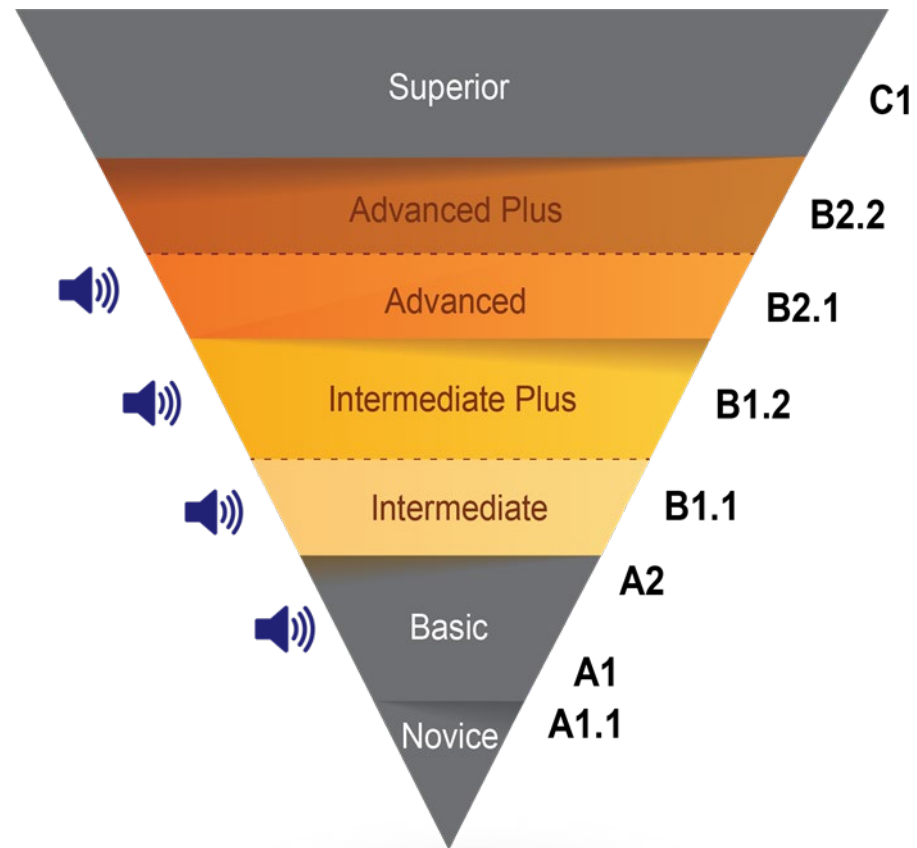 Superior
C1
Advanced Plus
B2.2
Advanced
B2.1
Intermediate Plus
B1.2
Intermediate
B1.1
A2
Basic
A1
A1.1
Novice